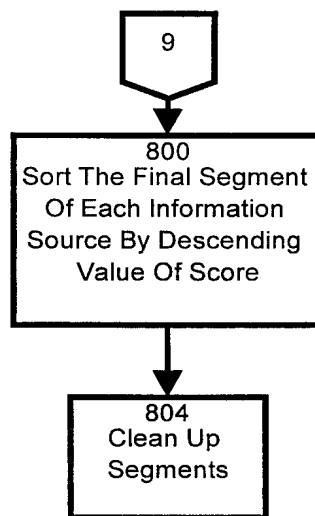 9
800
Sort The Final Segment
Of Each Information
Source By Descending
Value Of Score
804
Clean Up
Segments